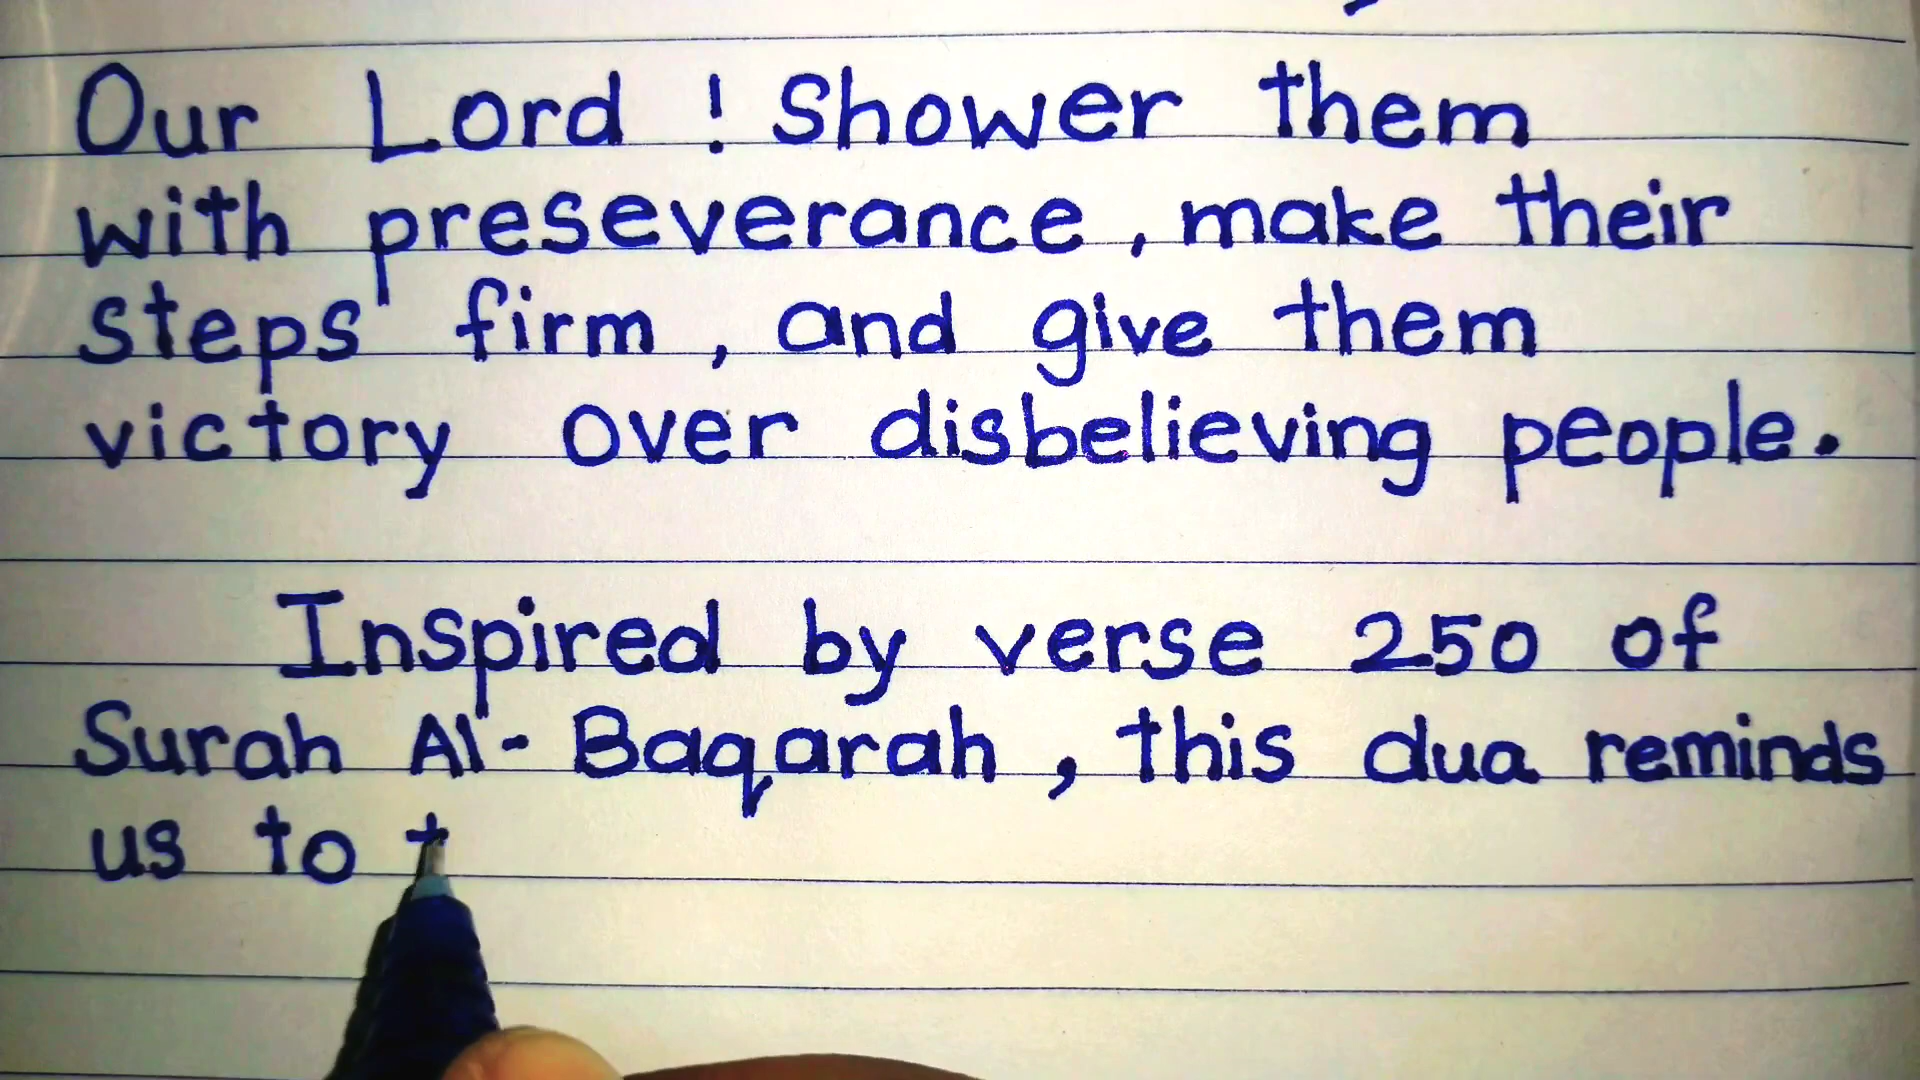 Our Lord ! Shower them
with preseverance, make their
steps firm, and give them
victory over disbelieving people.
Inspired by verse 250 of
Surah Al-Baqarah, this dua reminds
us to t